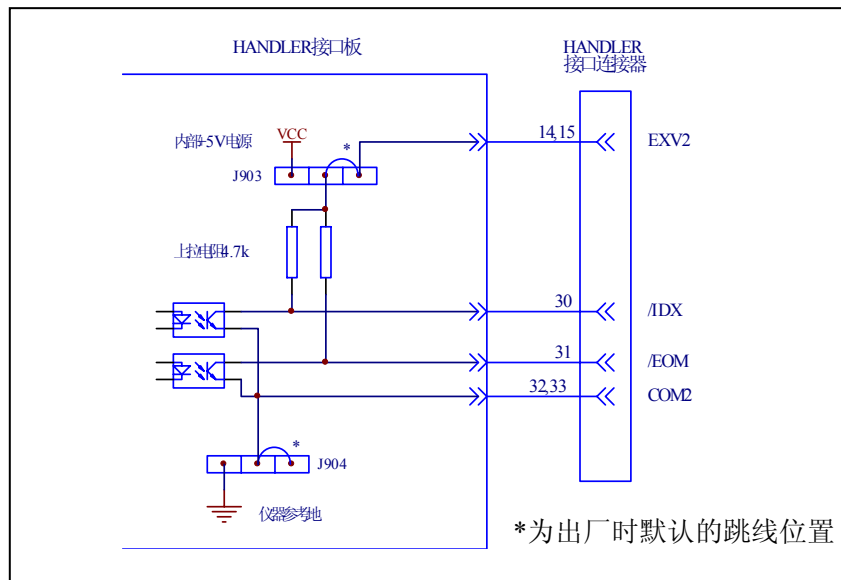 HANDLER接口板
HANDLER
接口连接器
内部+5V电源
VCC
*
14,15
EXV2
J903
上拉电阻4.7k
30
/IDX
31
/EOM
32,33
COM2
*
J904
仪器参考地
*为出厂时默认的跳线位置